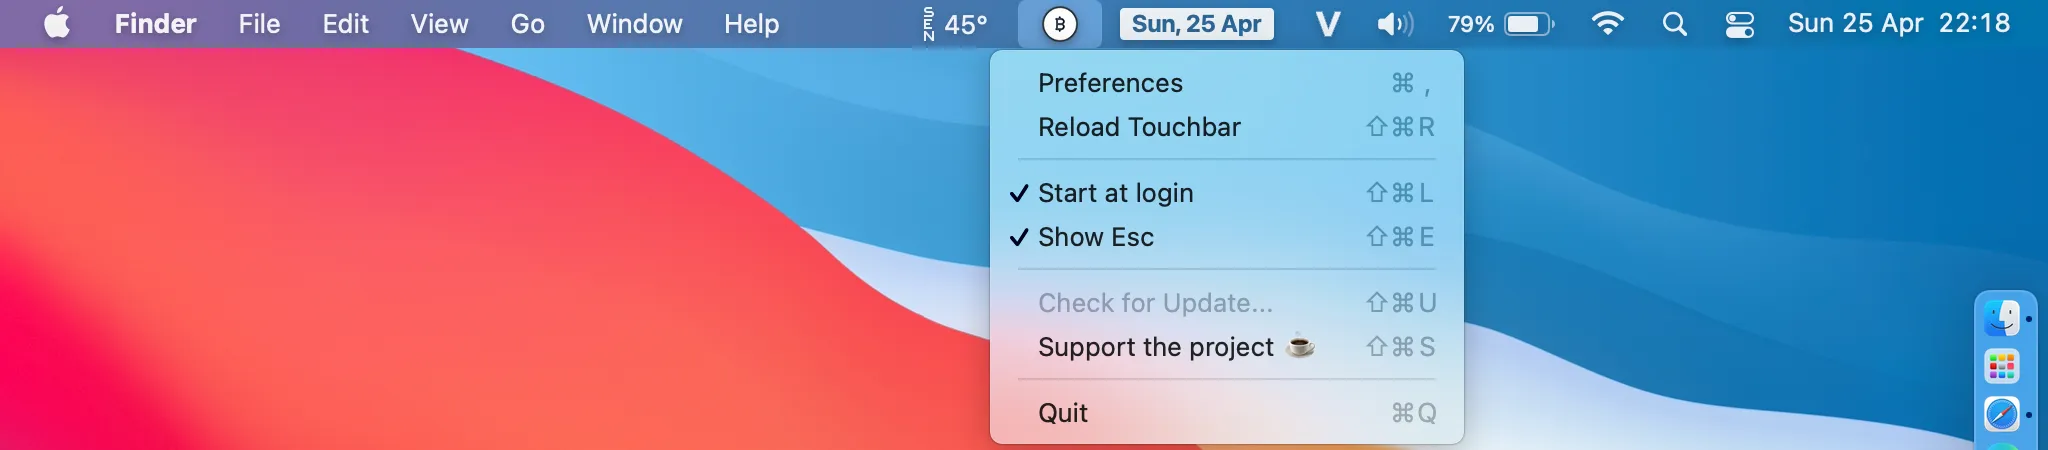 Finder File Edit View Go Window Help SEN 45° ₿ Sun, 25 Apr V 79% Sun 25 Apr 22:18
Preferences ⌘ ,
Reload Touchbar ⇧⌘R
✓ Start at login ⇧⌘L
✓ Show Esc ⇧⌘E
Check for Update... ⇧⌘U
Support the project ☕ ⇧⌘S
Quit ⌘Q